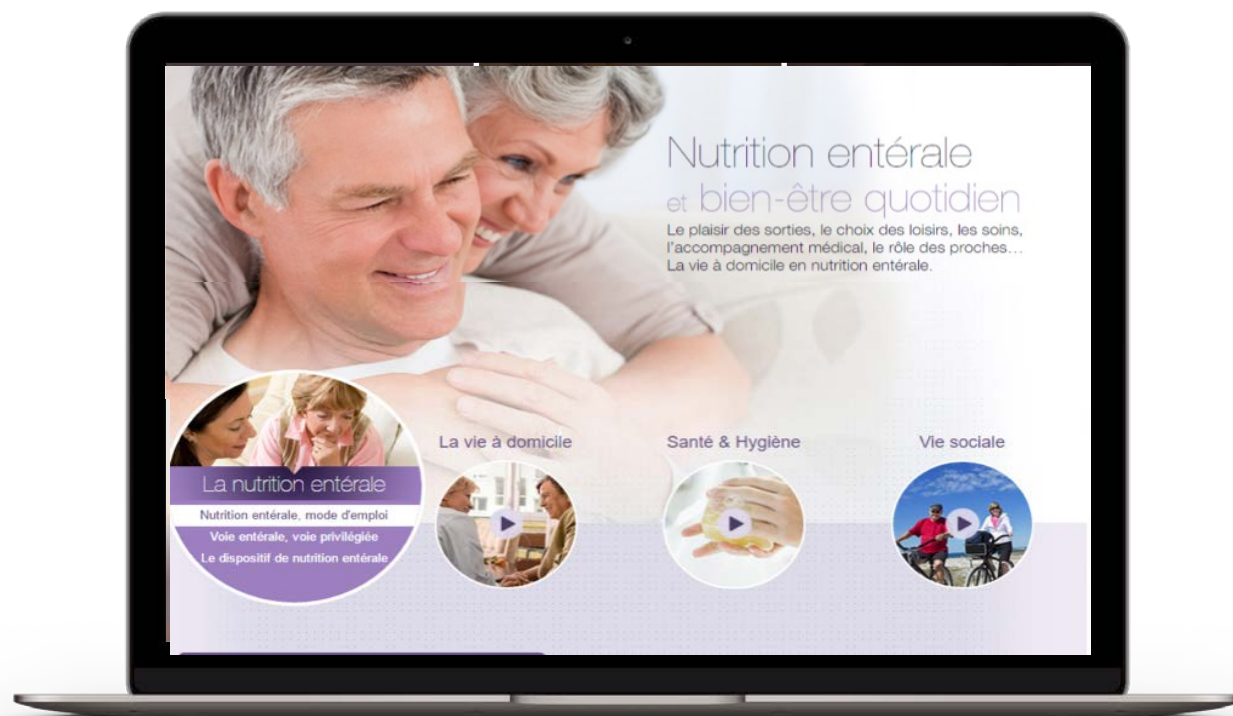 Nutrition entérale
et bien-être quotidien
Le plaisir des sorties, le choix des loisirs, les soins,
l'accompagnement médical, le rôle des proches…
La vie à domicile en nutrition entérale.
La nutrition entérale
Nutrition entérale, mode d'emploi
Voie entérale, voie privilégiée
Le dispositif de nutrition entérale
La vie à domicile
Santé & Hygiène
Vie sociale